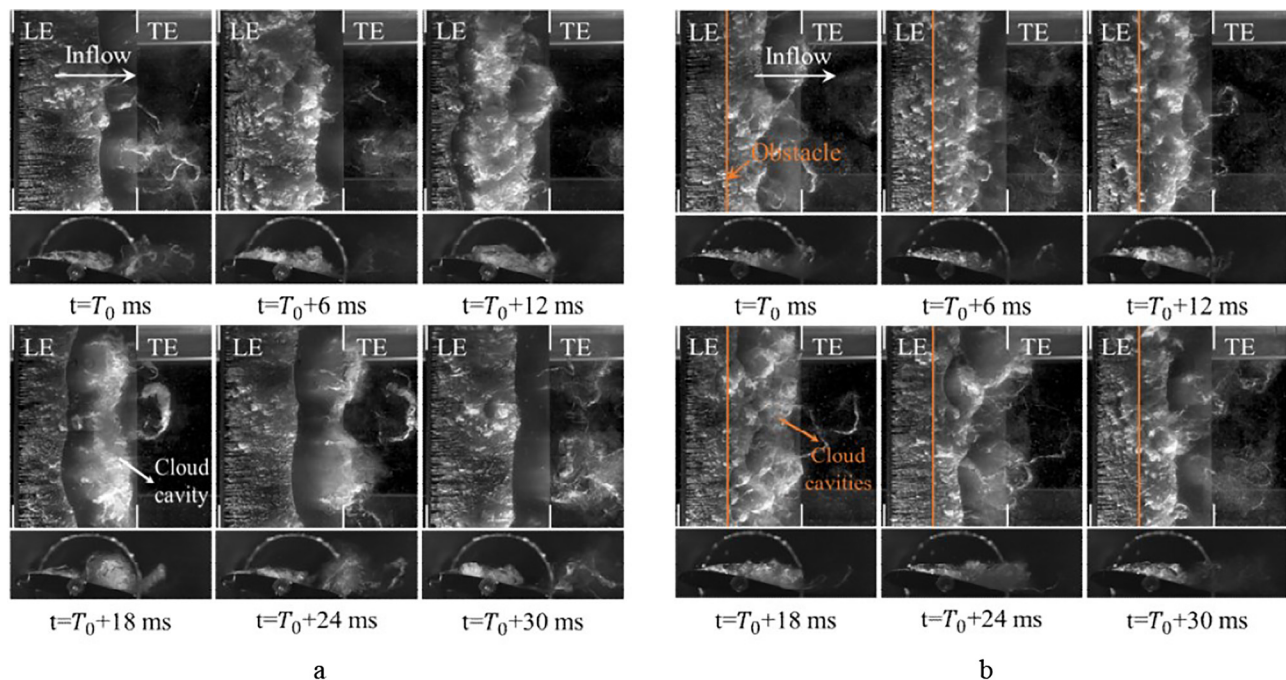 LE TE LE TE LE TE
Inflow
t=T₀ ms t=T₀+6 ms t=T₀+12 ms
LE TE LE TE LE TE
Cloud
cavity
t=T₀+18 ms t=T₀+24 ms t=T₀+30 ms
a
LE TE LE TE LE TE
Inflow
Obstacle
t=T₀ ms t=T₀+6 ms t=T₀+12 ms
LE TE LE TE LE TE
Cloud
cavities
t=T₀+18 ms t=T₀+24 ms t=T₀+30 ms
b